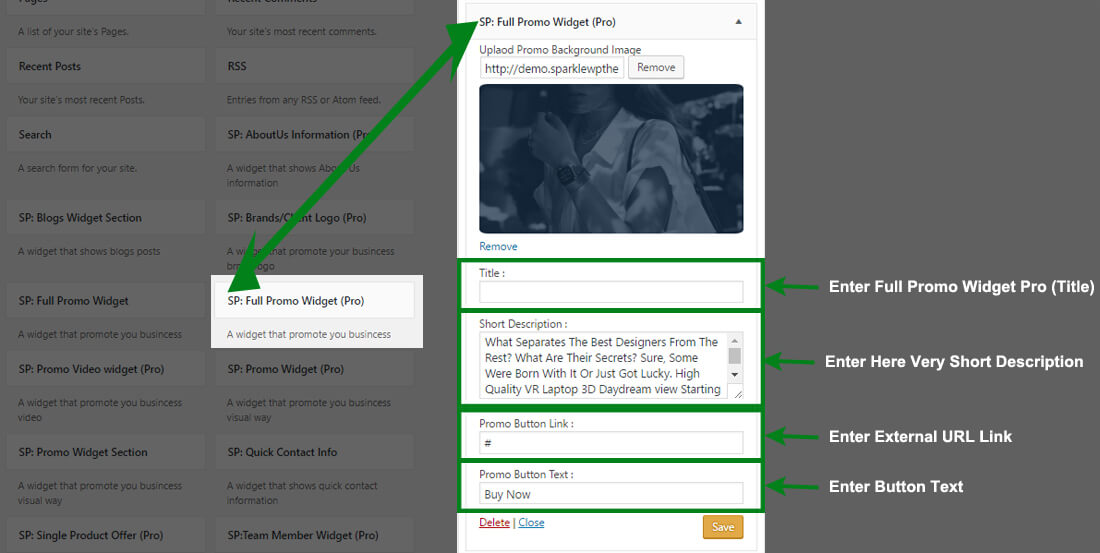 Pages
Recent Comments
A list of your site's Pages.
Your site's most recent comments.
Recent Posts
RSS
Your site's most recent Posts.
Entries from any RSS or Atom feed.
Search
SP: AboutUs Information (Pro)
A search form for your site.
A widget that shows About Us
information
SP: Blogs Widget Section
SP: Brands/Client Logo (Pro)
A widget that shows blogs posts
A widget that promote your business
brand logo
SP: Full Promo Widget
SP: Full Promo Widget (Pro)
A widget that promote you business
A widget that promote you business
SP: Promo Video widget (Pro)
SP: Promo Widget (Pro)
A widget that promote you business
video
A widget that promote you business
visual way
SP: Promo Widget Section
SP: Quick Contact Info
A widget that promote you business
visual way
A widget that shows quick contact
information
SP: Single Product Offer (Pro)
SP:Team Member Widget (Pro)
SP: Full Promo Widget (Pro)
Uplaod Promo Background Image
http://demo.sparklewpthe
Remove
Remove
Title :
Short Description :
What Separates The Best Designers From The
Rest? What Are Their Secrets? Sure, Some
Were Born With It Or Just Got Lucky. High
Quality VR Laptop 3D Daydream view Starting
Promo Button Link :
#
Promo Button Text :
Buy Now
Delete | Close
Save
Enter Full Promo Widget Pro (Title)
Enter Here Very Short Description
Enter External URL Link
Enter Button Text